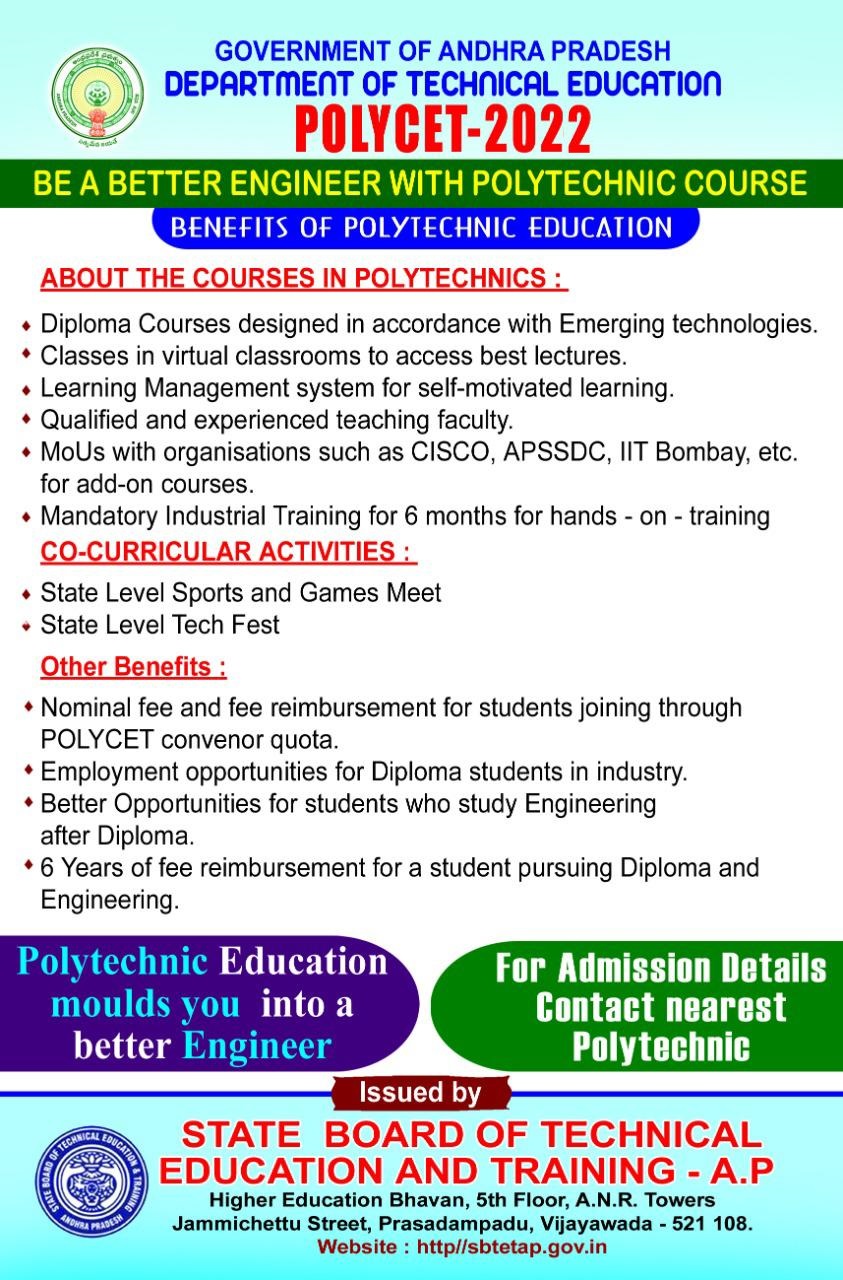 GOVERNMENT OF ANDHRA PRADESH
DEPARTMENT OF TECHNICAL EDUCATION
POLYCET-2022
BE A BETTER ENGINEER WITH POLYTECHNIC COURSE
BENEFITS OF POLYTECHNIC EDUCATION
ABOUT THE COURSES IN POLYTECHNICS :
Diploma Courses designed in accordance with Emerging technologies.
Classes in virtual classrooms to access best lectures.
Learning Management system for self-motivated learning.
Qualified and experienced teaching faculty.
MoUs with organisations such as CISCO, APSSDC, IIT Bombay, etc.
for add-on courses.
Mandatory Industrial Training for 6 months for hands - on - training
CO-CURRICULAR ACTIVITIES :
State Level Sports and Games Meet
State Level Tech Fest
Other Benefits :
Nominal fee and fee reimbursement for students joining through
POLYCET convenor quota.
Employment opportunities for Diploma students in industry.
Better Opportunities for students who study Engineering
after Diploma.
6 Years of fee reimbursement for a student pursuing Diploma and
Engineering.
Polytechnic Education
moulds you into a
better Engineer
For Admission Details
Contact nearest
Polytechnic
Issued by
STATE BOARD OF TECHNICAL EDUCATION & TRAINING
ANDHRA PRADESH
STATE BOARD OF TECHNICAL
EDUCATION AND TRAINING - A.P
Higher Education Bhavan, 5th Floor, A.N.R. Towers
Jammichettu Street, Prasadampadu, Vijayawada - 521 108.
Website : http//sbtetap.gov.in